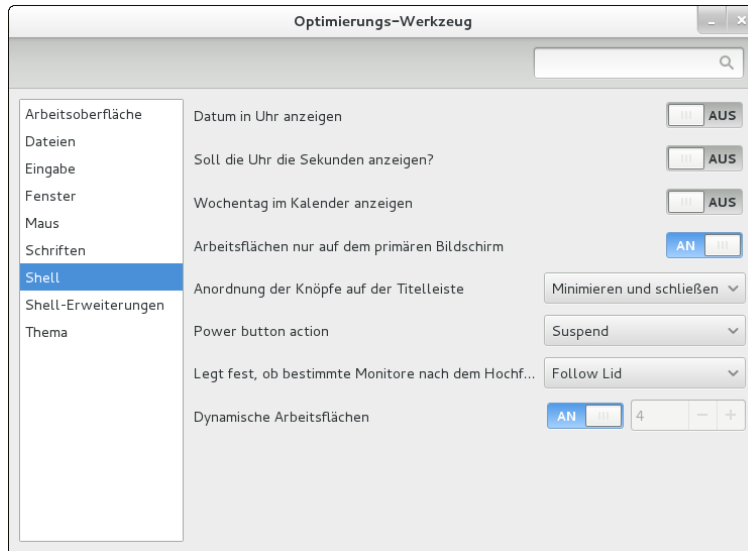 Optimierungs-Werkzeug
Arbeitsoberfläche
Dateien
Eingabe
Fenster
Maus
Schriften
Shell
Shell-Erweiterungen
Thema
Datum in Uhr anzeigen AUS
Soll die Uhr die Sekunden anzeigen? AUS
Wochentag im Kalender anzeigen AUS
Arbeitsflächen nur auf dem primären Bildschirm AN
Anordnung der Knöpfe auf der Titelleiste Minimieren und schließen
Power button action Suspend
Legt fest, ob bestimmte Monitore nach dem Hochf... Follow Lid
Dynamische Arbeitsflächen AN 4